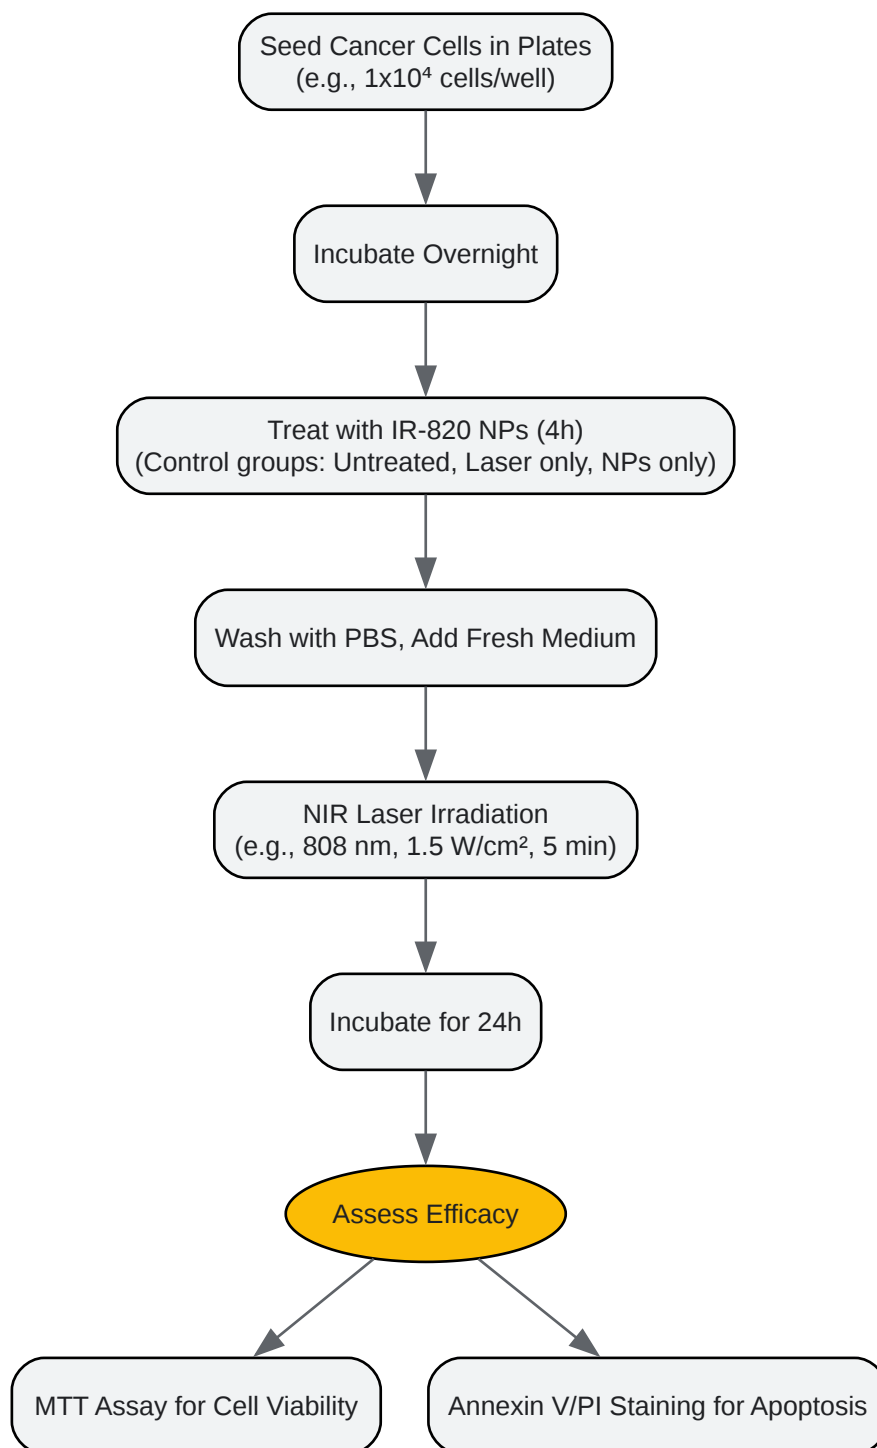 Seed Cancer Cells in Plates
(e.g., 1x10⁴ cells/well)
Incubate Overnight
Treat with IR-820 NPs (4h)
(Control groups: Untreated, Laser only, NPs only)
Wash with PBS, Add Fresh Medium
NIR Laser Irradiation
(e.g., 808 nm, 1.5 W/cm², 5 min)
Incubate for 24h
Assess Efficacy
MTT Assay for Cell Viability
Annexin V/PI Staining for Apoptosis